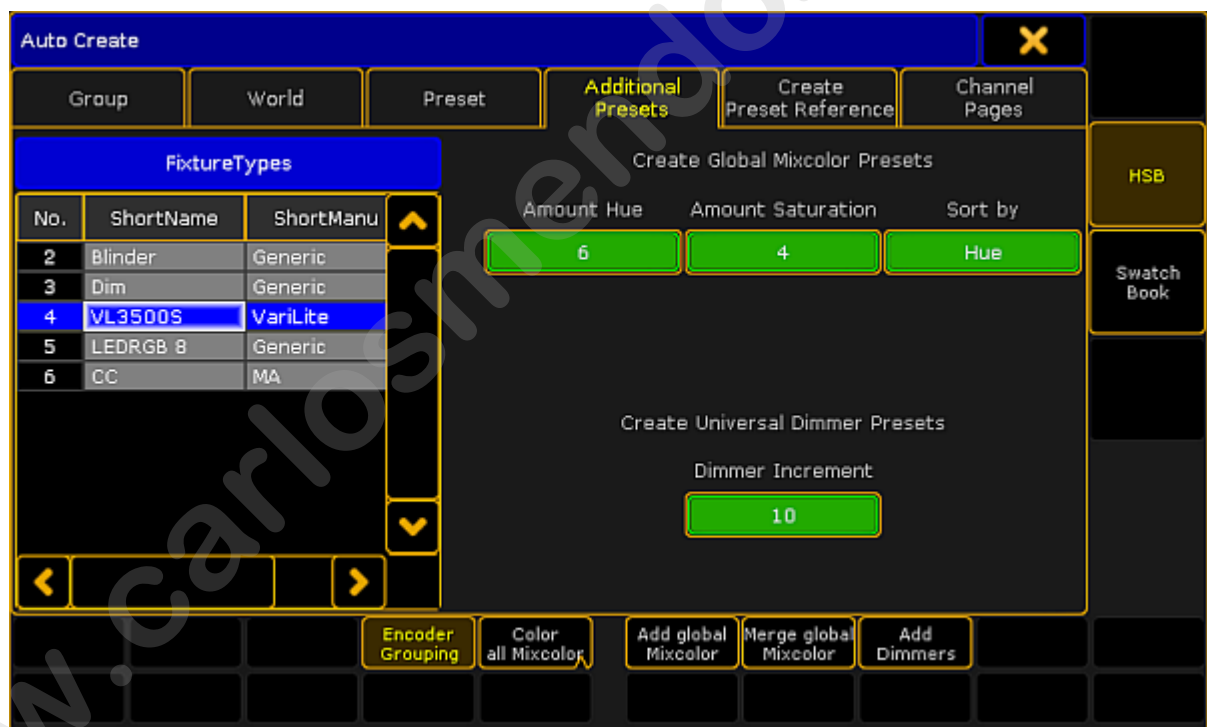 Auto Create
Group World Preset Additional Presets Create Preset Reference Channel Pages
FixtureTypes
No. ShortName ShortManu
2 Blinder Generic
3 Dim Generic
4 VL3500S VariLite
5 LEDRGB 8 Generic
6 CC MA
Create Global Mixcolor Presets
Amount Hue Amount Saturation Sort by
6 4 Hue
Create Universal Dimmer Presets
Dimmer Increment
10
HSB
Swatch
Book
Encoder Grouping Color all Mixcolor Add global Mixcolor Merge global Mixcolor Add Dimmers
w.carlosmendo